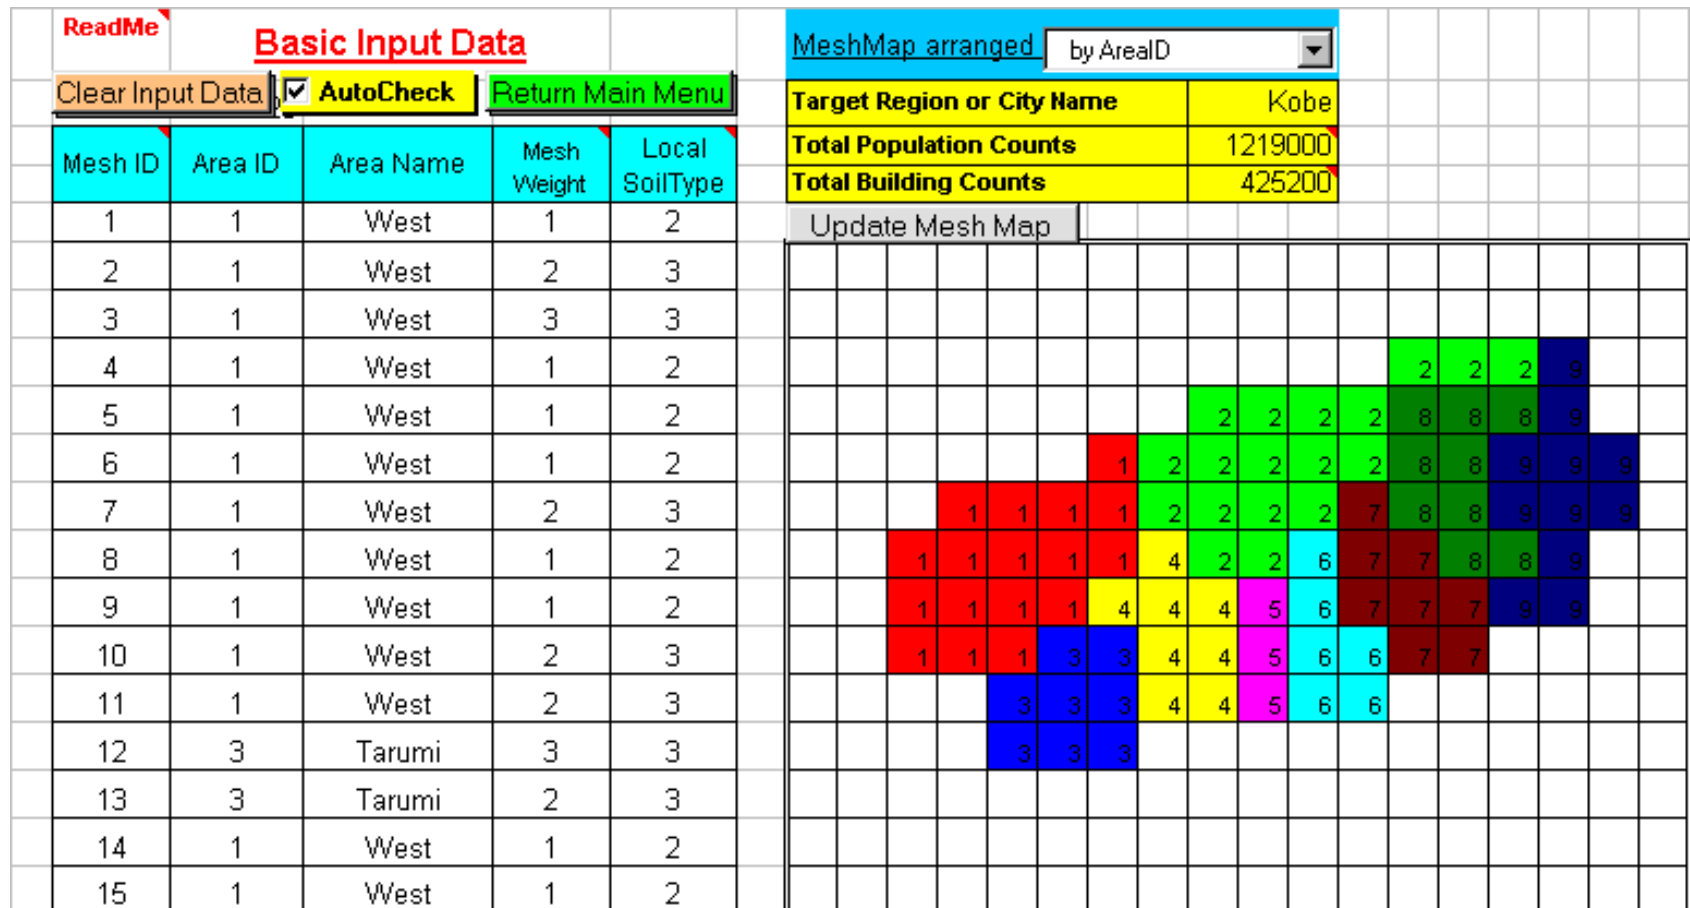 ReadMe
Basic Input Data
Clear Input Data AutoCheck Return Main Menu
Mesh ID Area ID Area Name Mesh Weight Local SoilType
1 1 West 1 2
2 1 West 2 3
3 1 West 3 3
4 1 West 1 2
5 1 West 1 2
6 1 West 1 2
7 1 West 2 3
8 1 West 1 2
9 1 West 1 2
10 1 West 2 3
11 1 West 2 3
12 3 Tarumi 3 3
13 3 Tarumi 2 3
14 1 West 1 2
15 1 West 1 2
MeshMap arranged by AreaID
Target Region or City Name Kobe
Total Population Counts 1219000
Total Building Counts 425200
Update Mesh Map
2 2 2 9
2 2 2 2 8 8 8 9
1 2 2 2 2 2 8 8 9 9 9
1 1 1 1 2 2 2 2 7 8 8 9 9 9
1 1 1 1 1 4 2 2 6 7 7 8 8 9
1 1 1 1 4 4 4 5 6 7 7 7 9 9
1 1 1 3 3 4 4 5 6 6 7 7
3 3 3 4 4 5 6 6
3 3 3